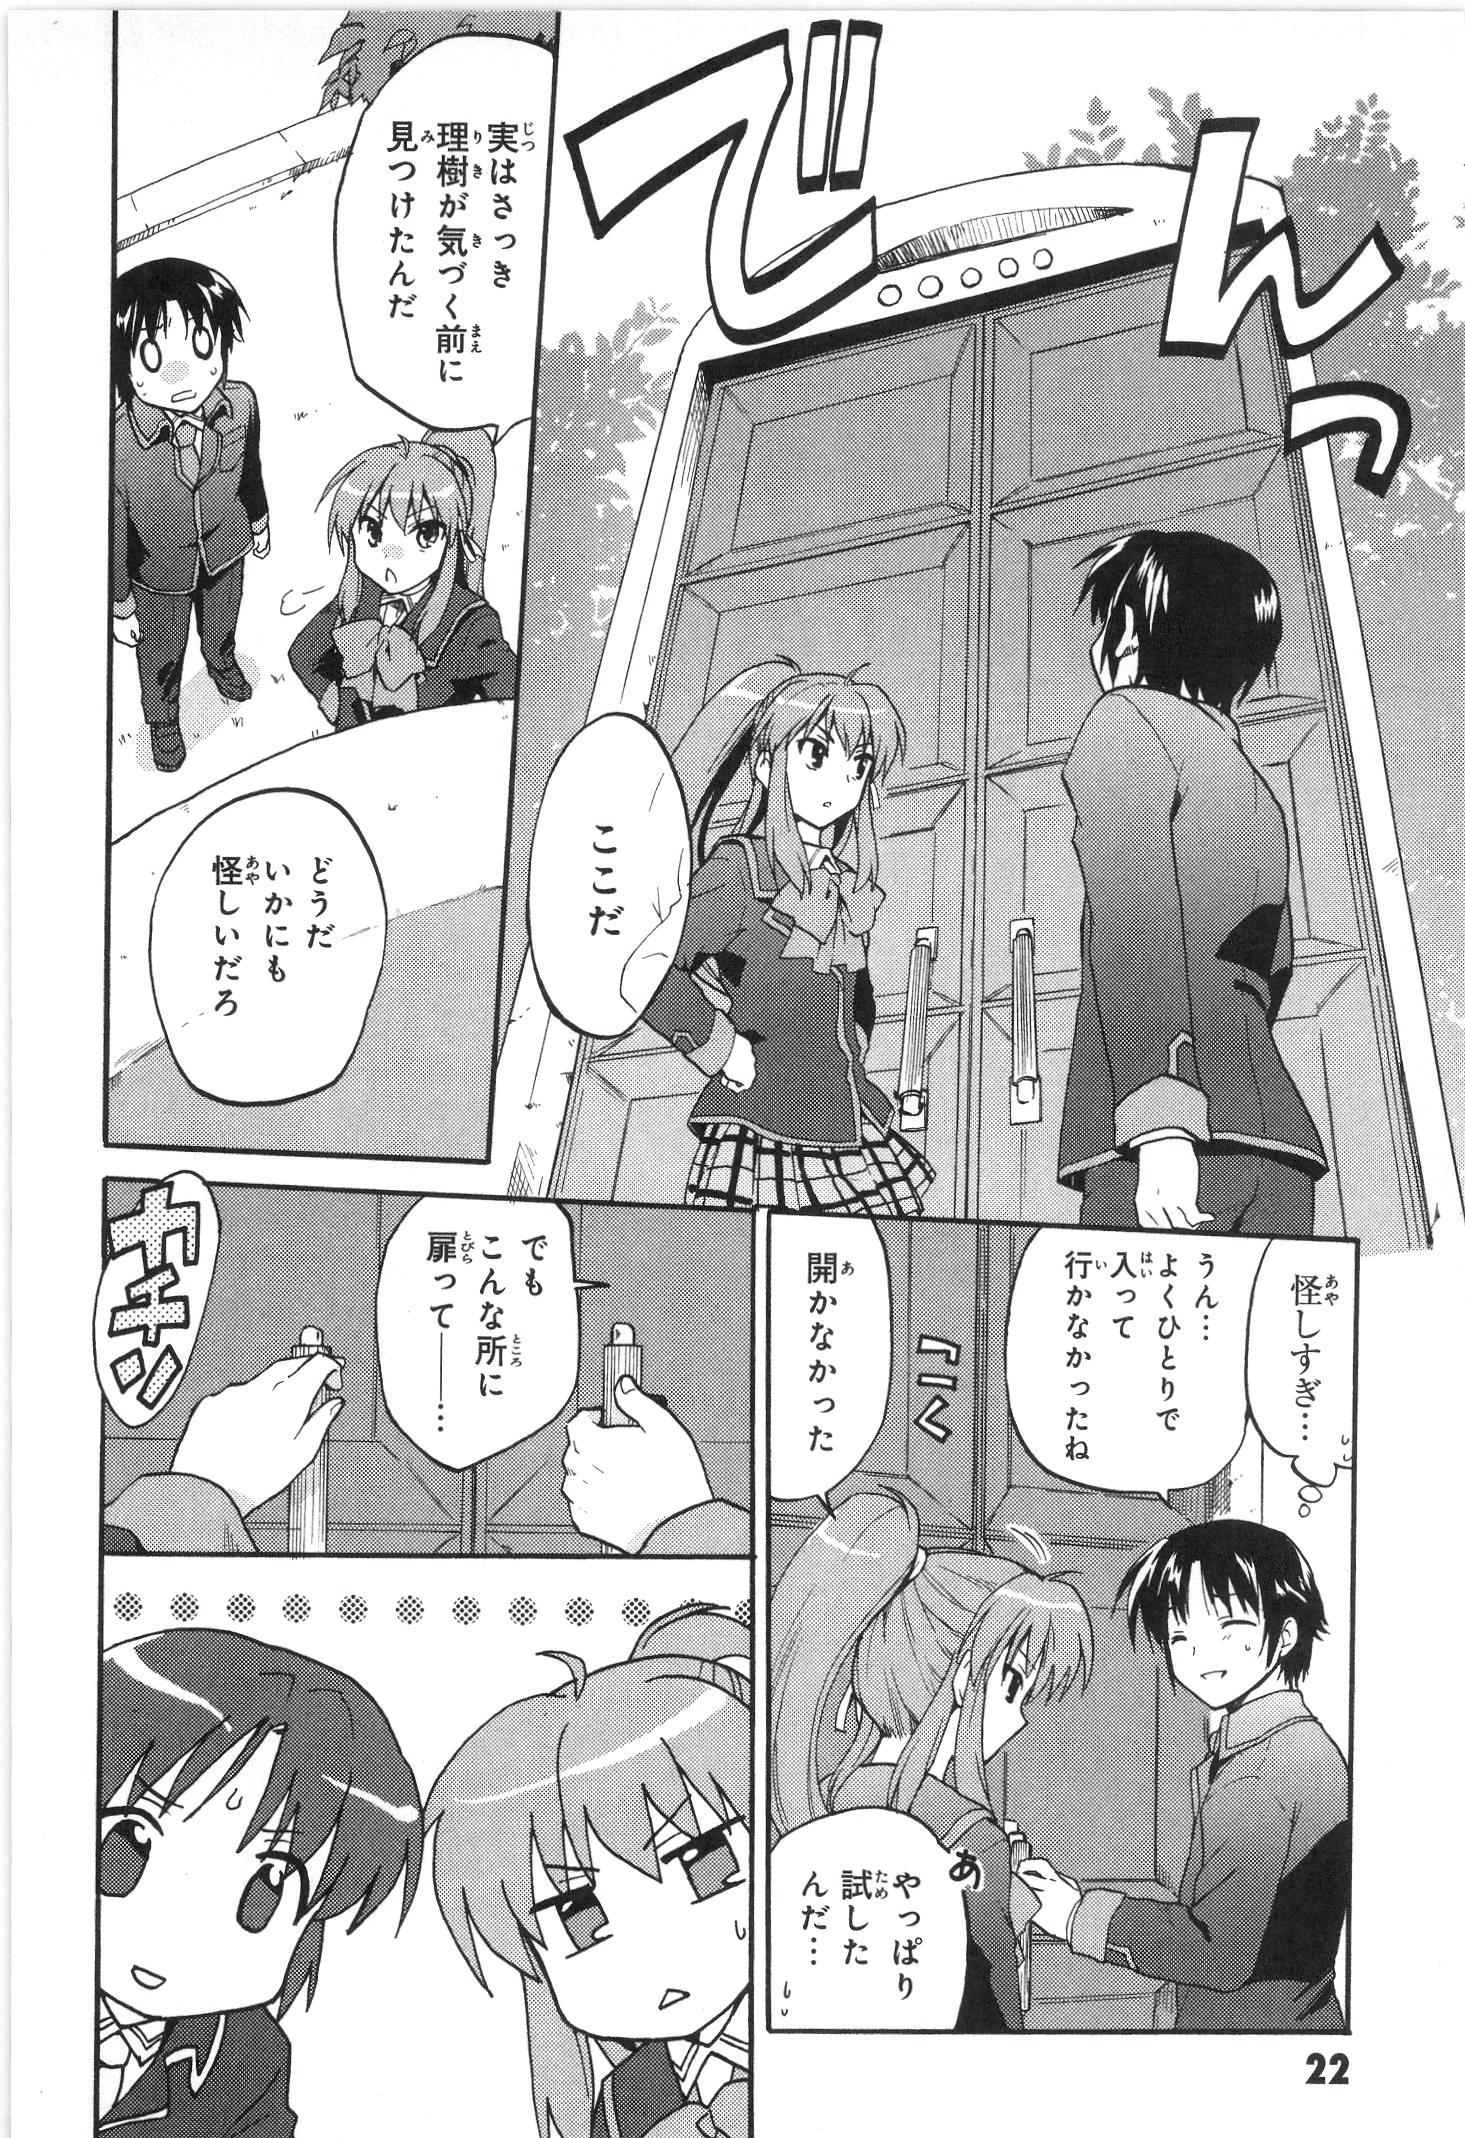 でんっ
ここだ
実はさっき
理樹が気づく前に
見つけたんだ
どうだ
いかにも
怪しいだろ
怪しすぎ…
うん…
よくひとりで
入って
行かなかったね
開かなかった
こくっ
やっぱり
試した
んだ…
あ
でも
こんな所に
扉って――…
ガチャン
22